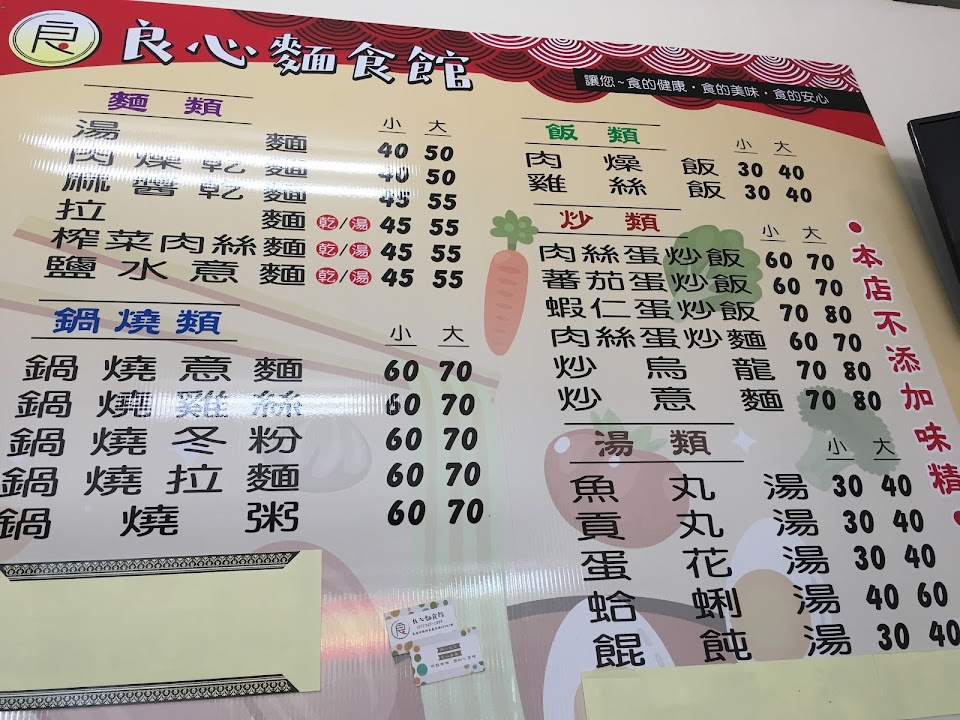 良
良心麵食館
讓您~食的健康·食的美味·食的安心
麵類
小 大
湯麵 40 50
肉燥乾麵 40 50
麻醬乾麵 45 55
拉麵 乾/湯 45 55
榨菜肉絲麵 乾/湯 45 55
鹽水意麵 乾/湯 45 55
鍋燒類
小 大
鍋燒意麵 60 70
鍋燒雞絲 60 70
鍋燒冬粉 60 70
鍋燒拉麵 60 70
鍋燒粥 60 70
飯類
小 大
肉燥飯 30 40
雞絲飯 30 40
炒類
小 大
肉絲蛋炒飯 60 70
蕃茄蛋炒飯 60 70
蝦仁蛋炒飯 70 80
肉絲蛋炒麵 60 70
炒烏龍 70 80
炒意麵 70 80
湯類
小 大
魚丸湯 30 40
貢丸湯 30 40
蛋花湯 30 40
蛤蜊湯 40 60
餛飩湯 30 40
•本店不添加味精•
良
良心麵食館